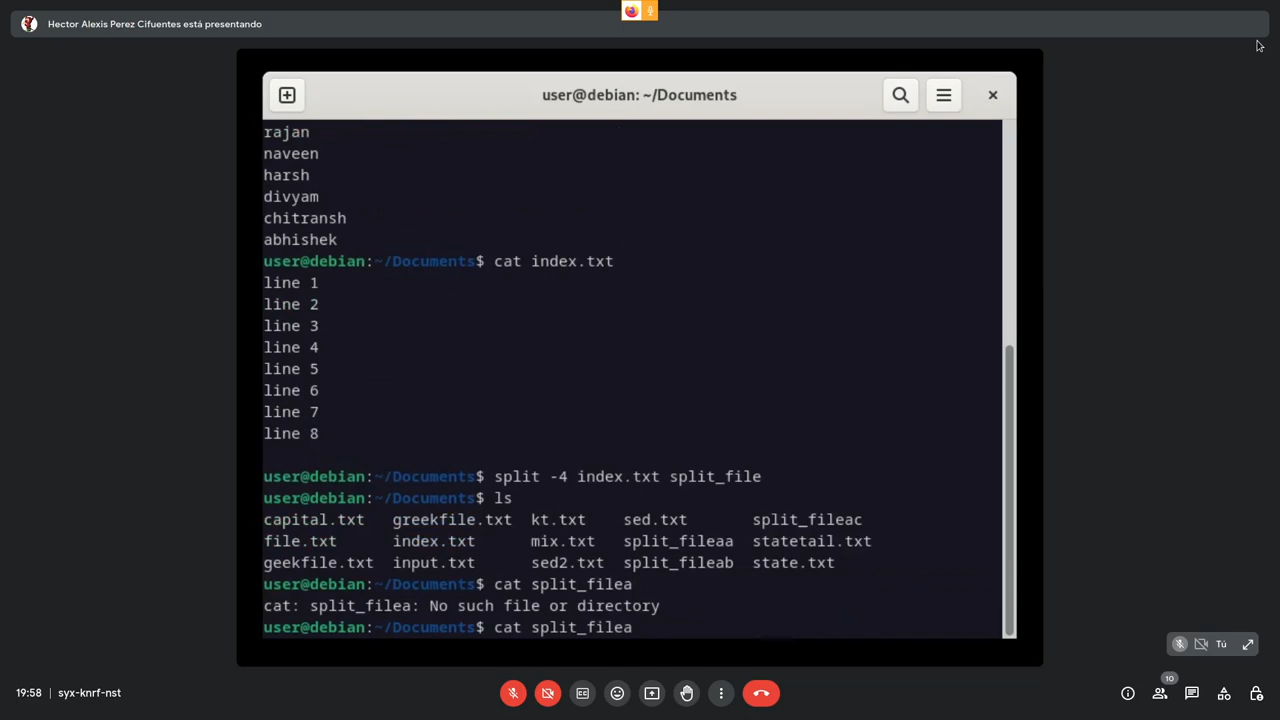 Hector Alexis Perez Cifuentes está presentando
user@debian: ~/Documents
rajan
naveen
harsh
divyam
chitransh
abhishek
user@debian:~/Documents$ cat index.txt
line 1
line 2
line 3
line 4
line 5
line 6
line 7
line 8
user@debian:~/Documents$ split -4 index.txt split_file
user@debian:~/Documents$ ls
capital.txt greekfile.txt kt.txt sed.txt split_fileac
file.txt index.txt mix.txt split_fileaa statetail.txt
geekfile.txt input.txt sed2.txt split_fileab state.txt
user@debian:~/Documents$ cat split_filea
cat: split_filea: No such file or directory
user@debian:~/Documents$ cat split_filea
Tú
10
19:58 | syx-knrf-nst